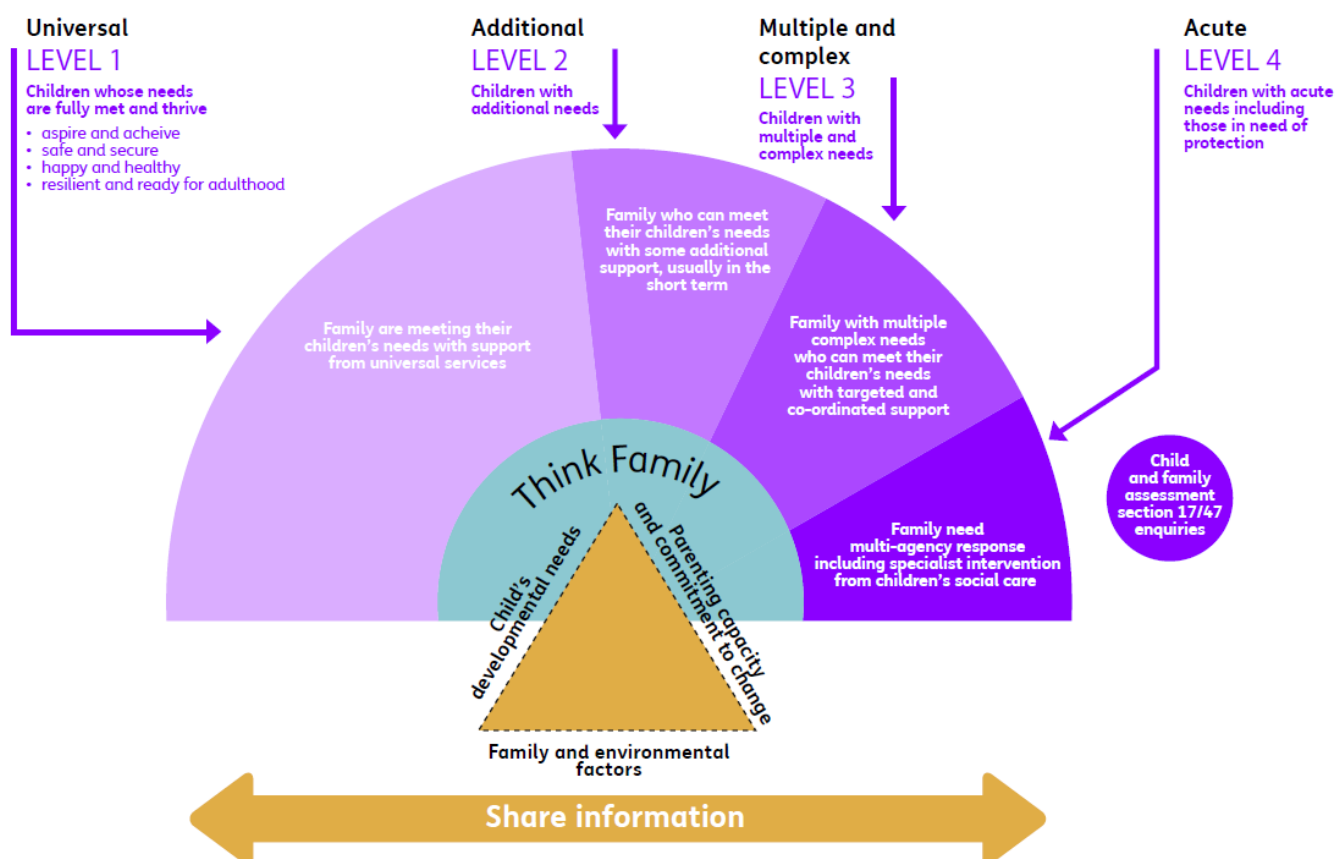 Universal
LEVEL 1
Children whose needs
are fully met and thrive
• aspire and acheive
• safe and secure
• happy and healthy
• resilient and ready for adulthood
Additional
LEVEL 2
Children with
additional needs
Multiple and
complex
LEVEL 3
Children with
multiple and
complex needs
Acute
LEVEL 4
Children with acute
needs including
those in need of
protection
Family are meeting their
children's needs with support
from universal services
Family who can meet
their children's needs
with some additional
support, usually in the
short term
Family with multiple
complex needs
who can meet their
children's needs
with targeted and
co-ordinated support
Family need
multi-agency response
including specialist intervention
from children's social care
Child
and family
assessment
section 17/47
enquiries
Think Family
Child's
developmental needs
Parenting capacity
and commitment to change
Family and environmental
factors
Share information